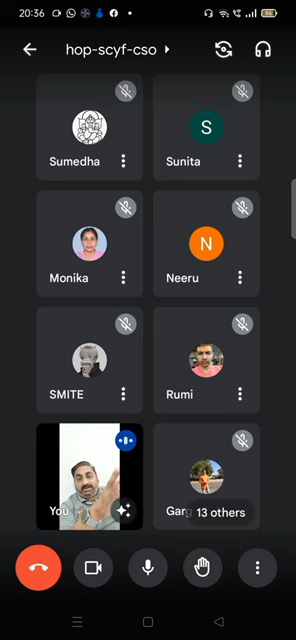 20:36
hop-scyf-cso
Sumedha
S
Sunita
Monika
N
Neeru
SMITE
Rumi
You
Garg
13 others